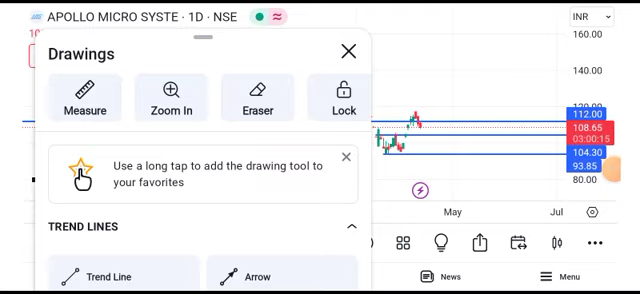 APOLLO MICRO SYSTE · 1D · NSE
INR
160.00
140.00
120.00
112.00
108.65
03:00:15
104.30
93.85
80.00
May
Jul
Drawings
Measure
Zoom In
Eraser
Lock
Use a long tap to add the drawing tool to
your favorites
TREND LINES
Trend Line
Arrow
News
Menu